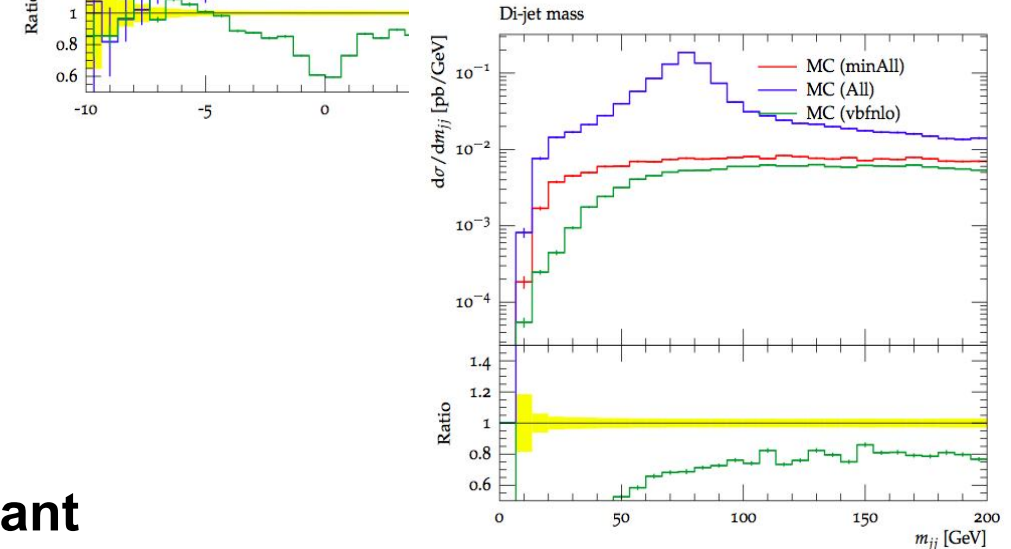 Ratio
1
0.8
0.6
-10 -5 0
Di-jet mass
dσ/dm_jj [pb/GeV]
10⁻¹
10⁻²
10⁻³
10⁻⁴
MC (minAll)
MC (All)
MC (vbfnlo)
Ratio
1.4
1.2
1
0.8
0.6
0 50 100 150 200
m_jj [GeV]
ant